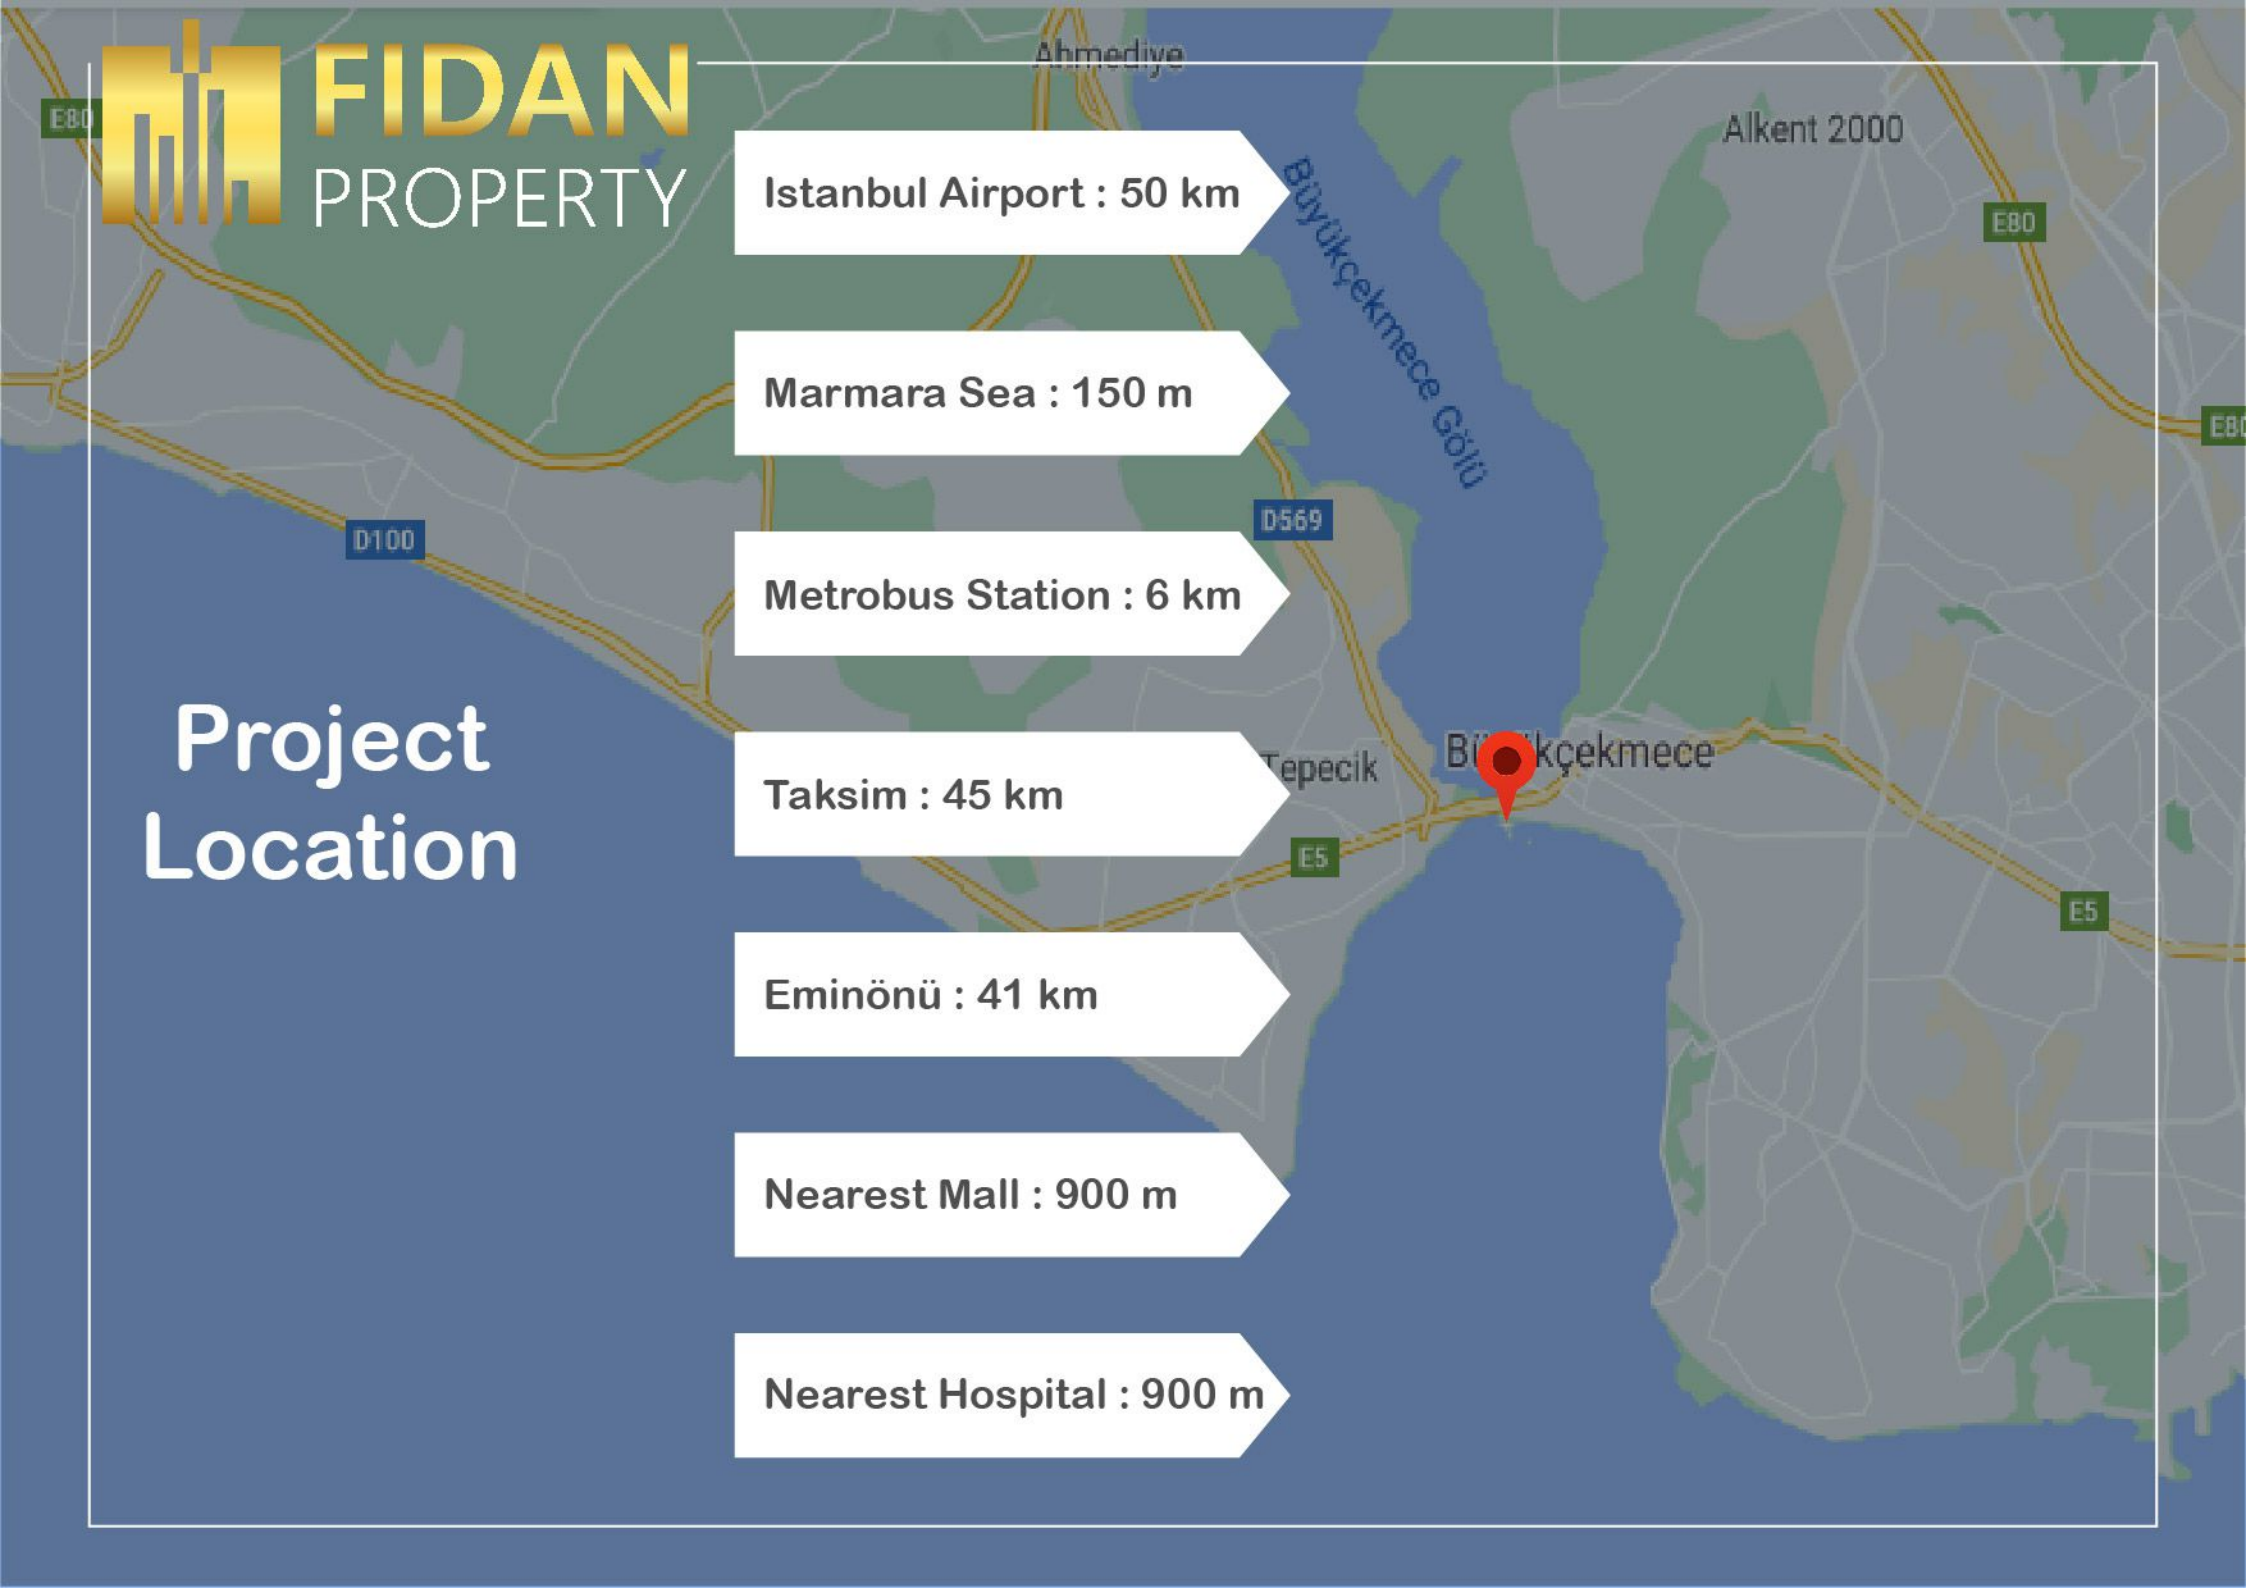 FIDAN
PROPERTY
Project
Location
Istanbul Airport : 50 km
Marmara Sea : 150 m
Metrobus Station : 6 km
Taksim : 45 km
Eminönü : 41 km
Nearest Mall : 900 m
Nearest Hospital : 900 m
Ahmediye
Alkent 2000
E80
E80
E80
Büyükçekmece Gölü
D569
D100
Tepecik
E5
E5